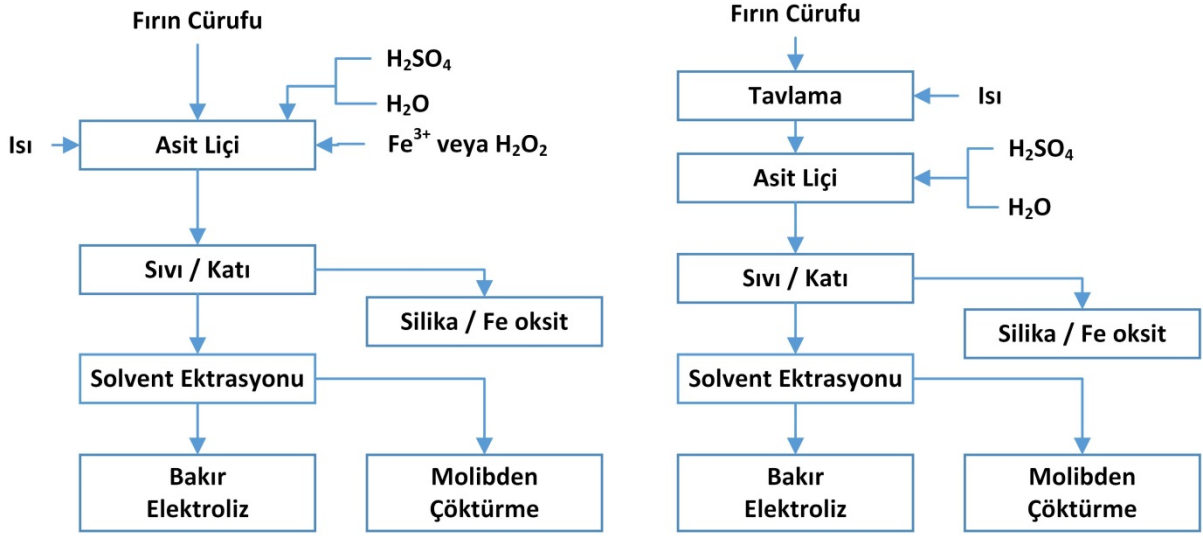 Fırın Cürufu
H₂SO₄
H₂O
Isı
Asit Liçi
Fe³⁺ veya H₂O₂
Sıvı / Katı
Silika / Fe oksit
Solvent Ektrasyonu
Bakır
Elektroliz
Molibden
Çöktürme
Fırın Cürufu
Tavlama
Isı
Asit Liçi
H₂SO₄
H₂O
Sıvı / Katı
Silika / Fe oksit
Solvent Ektrasyonu
Bakır
Elektroliz
Molibden
Çöktürme